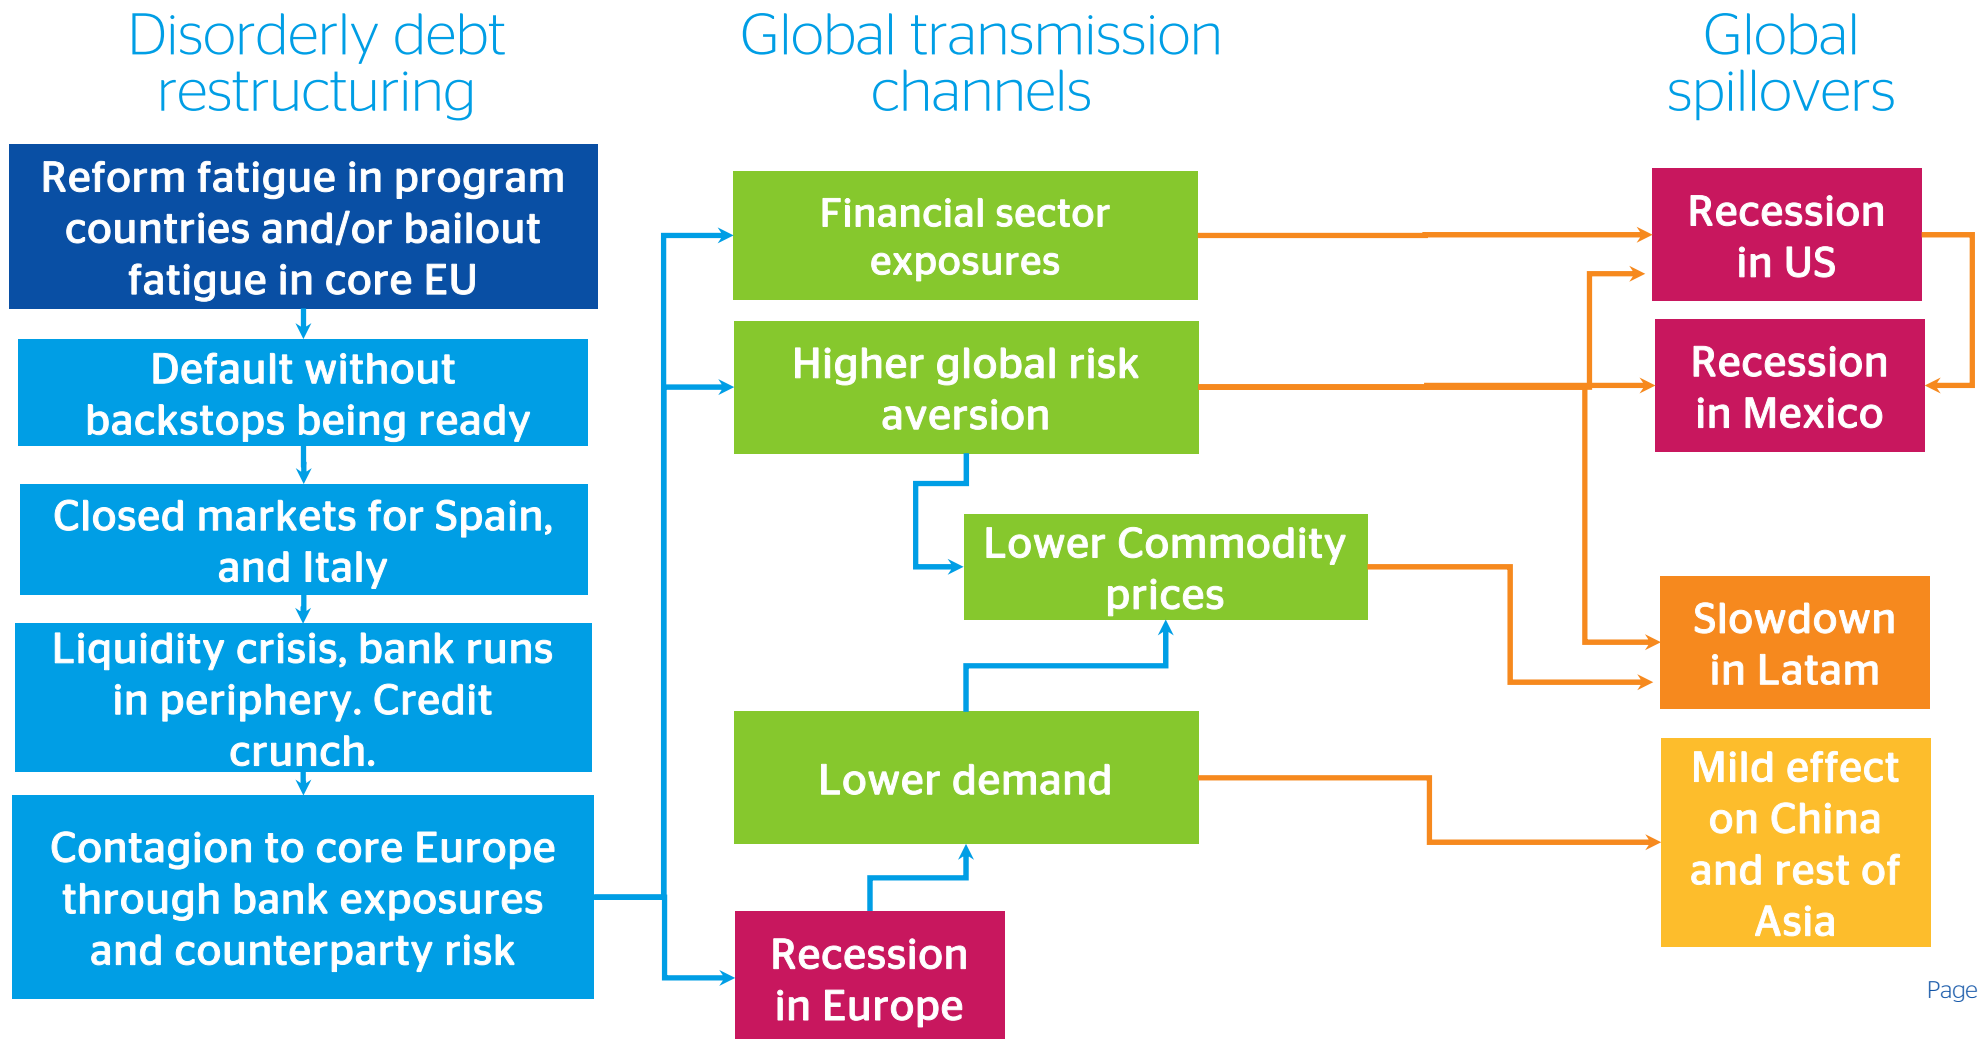 Disorderly debt
restructuring
Reform fatigue in program
countries and/or bailout
fatigue in core EU
Default without
backstops being ready
Closed markets for Spain,
and Italy
Liquidity crisis, bank runs
in periphery. Credit
crunch.
Contagion to core Europe
through bank exposures
and counterparty risk
Global transmission
channels
Financial sector
exposures
Higher global risk
aversion
Lower Commodity
prices
Lower demand
Recession
in Europe
Global
spillovers
Recession
in US
Recession
in Mexico
Slowdown
in Latam
Mild effect
on China
and rest of
Asia
Page